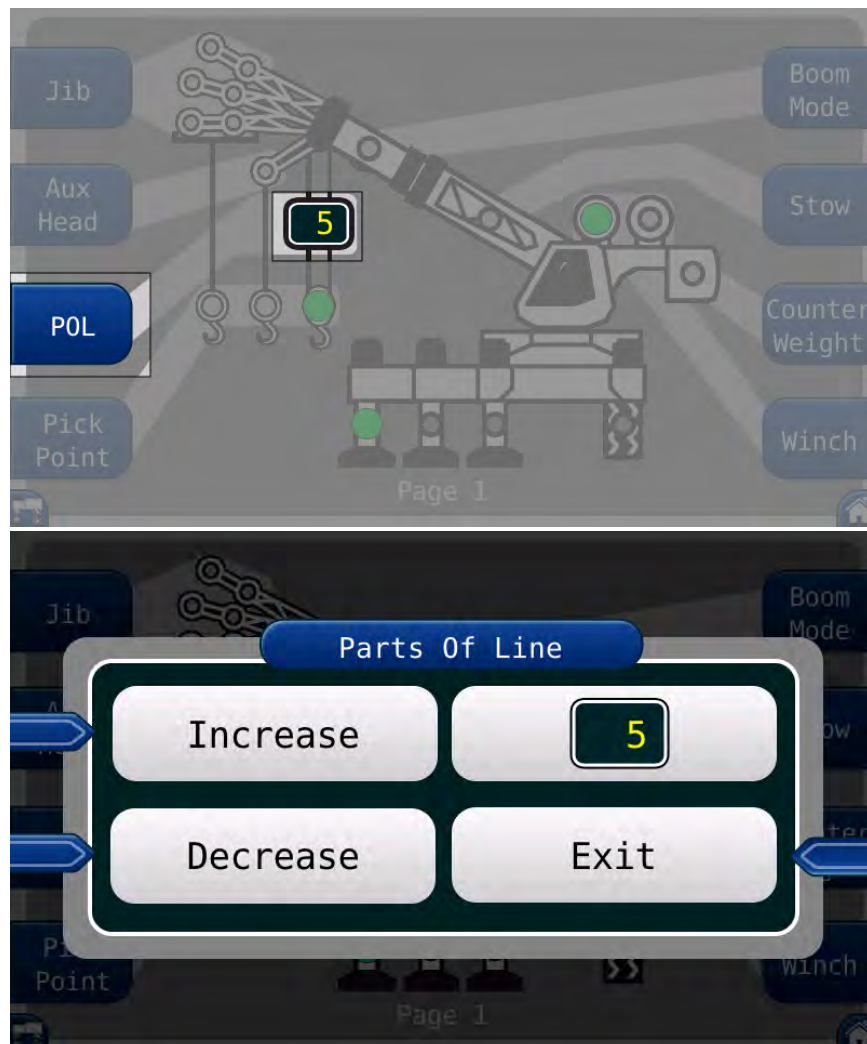 Jib
Boom
Mode
Aux
Head
Stow
5
POL
Counter
Weight
Pick
Point
Winch
Page 1
Jib
Boom
Mode
Parts Of Line
Increase
5
Decrease
Exit
Point
Winch
Page 1